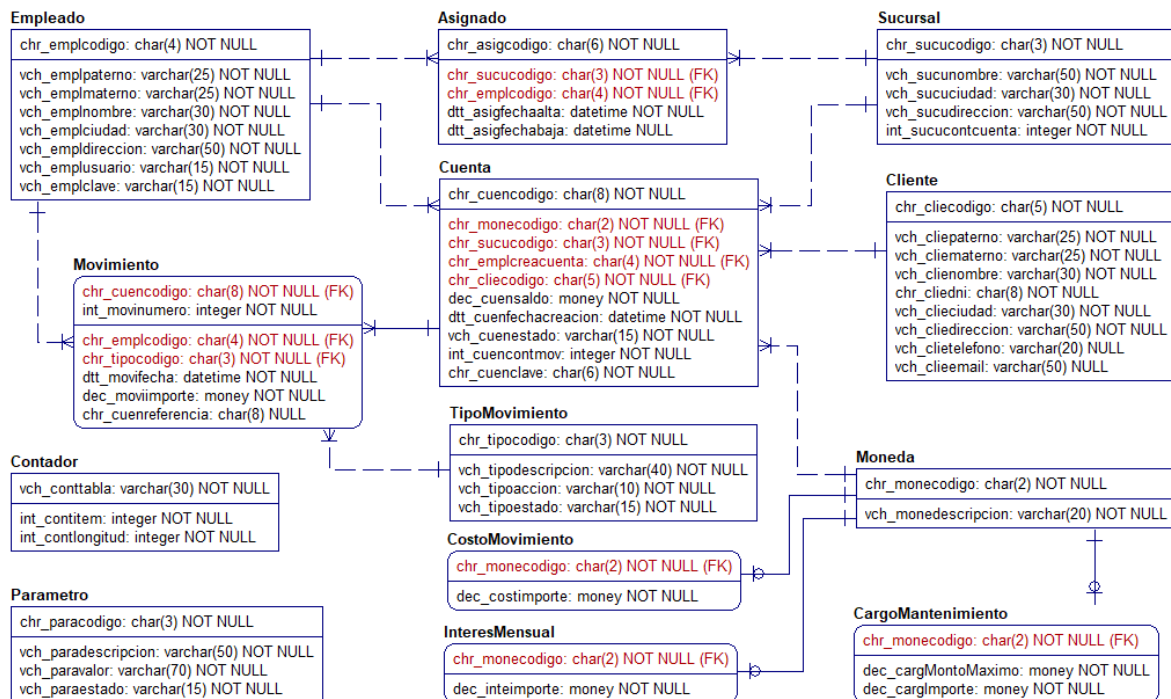 Empleado
chr_emplcodigo: char(4) NOT NULL
vch_emplpaterno: varchar(25) NOT NULL
vch_emplmaterno: varchar(25) NOT NULL
vch_emplnombre: varchar(30) NOT NULL
vch_emplciudad: varchar(30) NOT NULL
vch_empldireccion: varchar(50) NOT NULL
vch_emplusuario: varchar(15) NOT NULL
vch_emplclave: varchar(15) NOT NULL
Asignado
chr_asigcodigo: char(6) NOT NULL
chr_sucucodigo: char(3) NOT NULL (FK)
chr_emplcodigo: char(4) NOT NULL (FK)
dtt_asigfechaalta: datetime NOT NULL
dtt_asigfechabaja: datetime NULL
Sucursal
chr_sucucodigo: char(3) NOT NULL
vch_sucunombre: varchar(50) NOT NULL
vch_sucuciudad: varchar(30) NOT NULL
vch_sucudireccion: varchar(50) NOT NULL
int_sucucontcuenta: integer NOT NULL
Cuenta
chr_cuencodigo: char(8) NOT NULL
chr_monecodigo: char(2) NOT NULL (FK)
chr_sucucodigo: char(3) NOT NULL (FK)
chr_emplcreacuenta: char(4) NOT NULL (FK)
chr_cliecodigo: char(5) NOT NULL (FK)
dec_cuensaldo: money NOT NULL
dtt_cuenfechacreacion: datetime NOT NULL
vch_cuenestado: varchar(15) NOT NULL
int_cuencontmov: integer NOT NULL
chr_cuenclave: char(6) NOT NULL
Cliente
chr_cliecodigo: char(5) NOT NULL
vch_cliepaterno: varchar(25) NOT NULL
vch_cliematerno: varchar(25) NOT NULL
vch_clienombre: varchar(30) NOT NULL
chr_cliedni: char(8) NOT NULL
vch_clieciudad: varchar(30) NOT NULL
vch_cliedireccion: varchar(50) NOT NULL
vch_clietelefono: varchar(20) NULL
vch_clieemail: varchar(50) NULL
Movimiento
chr_cuencodigo: char(8) NOT NULL (FK)
int_movinumero: integer NOT NULL
chr_emplcodigo: char(4) NOT NULL (FK)
chr_tipocodigo: char(3) NOT NULL (FK)
dtt_movifecha: datetime NOT NULL
dec_moviimporte: money NOT NULL
chr_cuenreferencia: char(8) NULL
TipoMovimiento
chr_tipocodigo: char(3) NOT NULL
vch_tipodescripcion: varchar(40) NOT NULL
vch_tipoaccion: varchar(10) NOT NULL
vch_tipoestado: varchar(15) NOT NULL
Moneda
chr_monecodigo: char(2) NOT NULL
vch_monedescripcion: varchar(20) NOT NULL
Contador
vch_conttabla: varchar(30) NOT NULL
int_contitem: integer NOT NULL
int_contlongitud: integer NOT NULL
CostoMovimiento
chr_monecodigo: char(2) NOT NULL (FK)
dec_costimporte: money NOT NULL
Parametro
chr_paracodigo: char(3) NOT NULL
vch_paradescripcion: varchar(50) NOT NULL
vch_paravalor: varchar(70) NOT NULL
vch_paraestado: varchar(15) NOT NULL
InteresMensual
chr_monecodigo: char(2) NOT NULL (FK)
dec_inteimporte: money NOT NULL
CargoMantenimiento
chr_monecodigo: char(2) NOT NULL (FK)
dec_cargMontoMaximo: money NOT NULL
dec_cargImporte: money NOT NULL